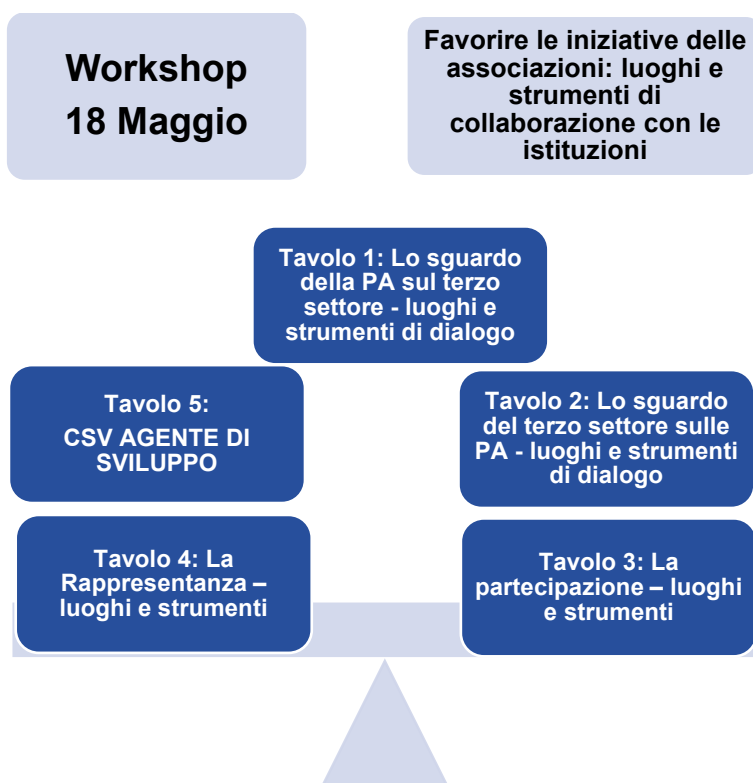 Workshop
18 Maggio
Favorire le iniziative delle
associazioni: luoghi e
strumenti di
collaborazione con le
istituzioni
Tavolo 1: Lo sguardo
della PA sul terzo
settore - luoghi e
strumenti di dialogo
Tavolo 5:
CSV AGENTE DI
SVILUPPO
Tavolo 2: Lo sguardo
del terzo settore sulle
PA - luoghi e strumenti
di dialogo
Tavolo 4: La
Rappresentanza –
luoghi e strumenti
Tavolo 3: La
partecipazione – luoghi
e strumenti